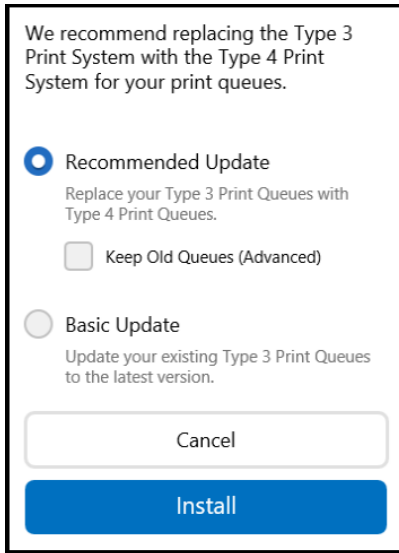 We recommend replacing the Type 3
Print System with the Type 4 Print
System for your print queues.
Recommended Update
Replace your Type 3 Print Queues with
Type 4 Print Queues.
Keep Old Queues (Advanced)
Basic Update
Update your existing Type 3 Print Queues
to the latest version.
Cancel
Install